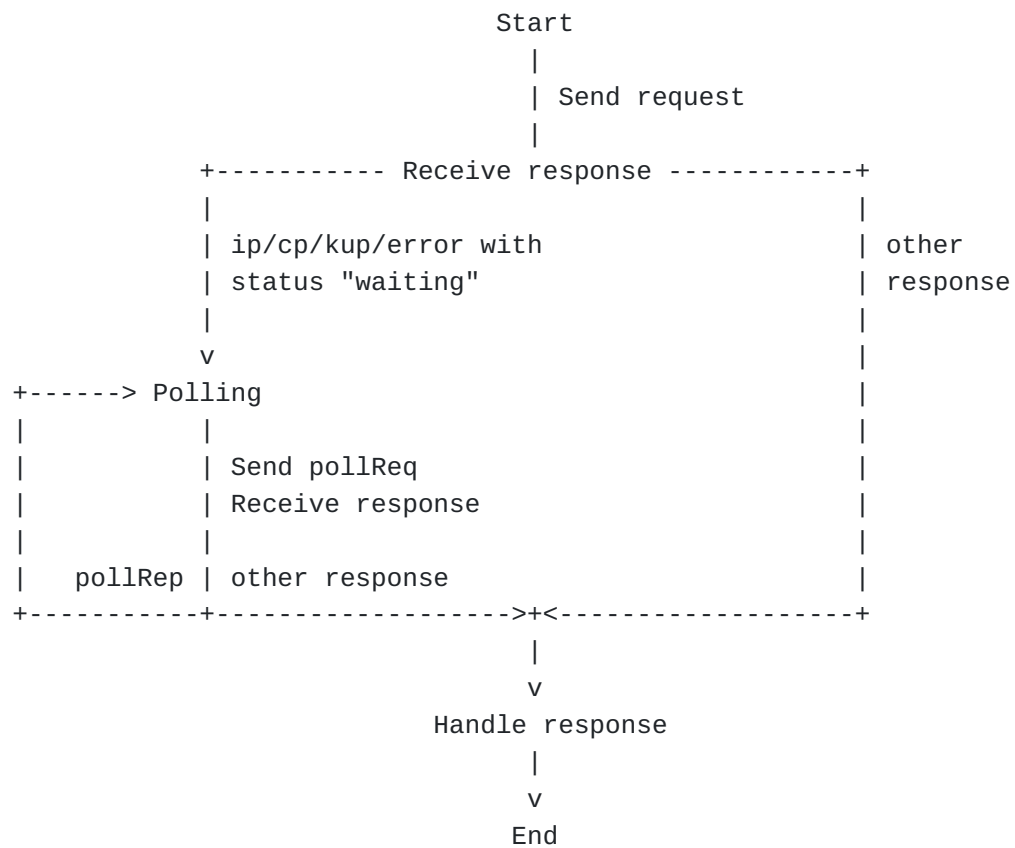 Start
Send request
Receive response
ip/cp/kup/error with other
status "waiting" response
Polling
Send pollReq
Receive response
pollRep other response
Handle response
End